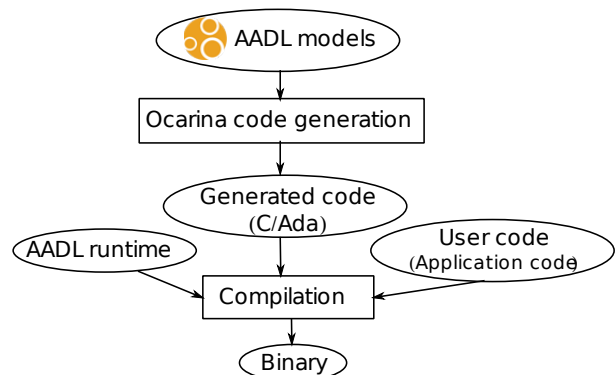 AADL models
Ocarina code generation
Generated code
(C/Ada)
AADL runtime
User code
(Application code)
Compilation
Binary